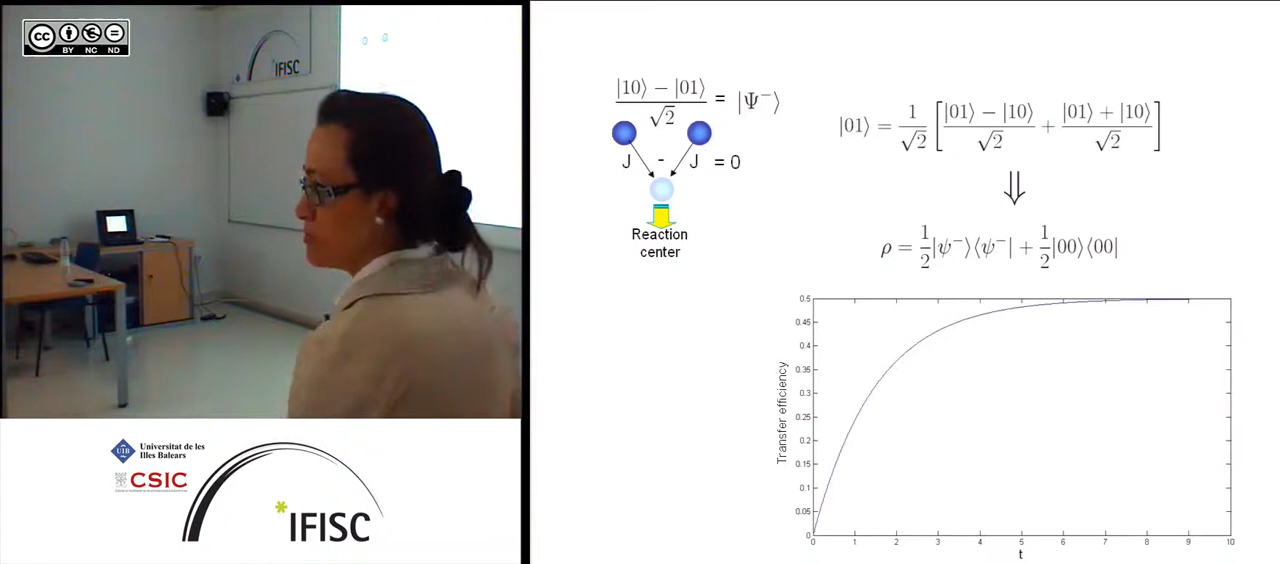 cc
BY NC ND
IFISC
Universitat de les
Illes Balears
UIB
CSIC
*IFISC
|10⟩ − |01⟩ / √2 = |Ψ⁻⟩
J - J = 0
Reaction
center
|01⟩ = 1/√2 [ |01⟩ − |10⟩ / √2 + |01⟩ + |10⟩ / √2 ]
⇓
ρ = 1/2 |ψ⁻⟩⟨ψ⁻| + 1/2 |00⟩⟨00|
Transfer efficiency
0.5
0.45
0.4
0.35
0.3
0.25
0.2
0.15
0.1
0.05
0
0 1 2 3 4 5 6 7 8 9 10
t